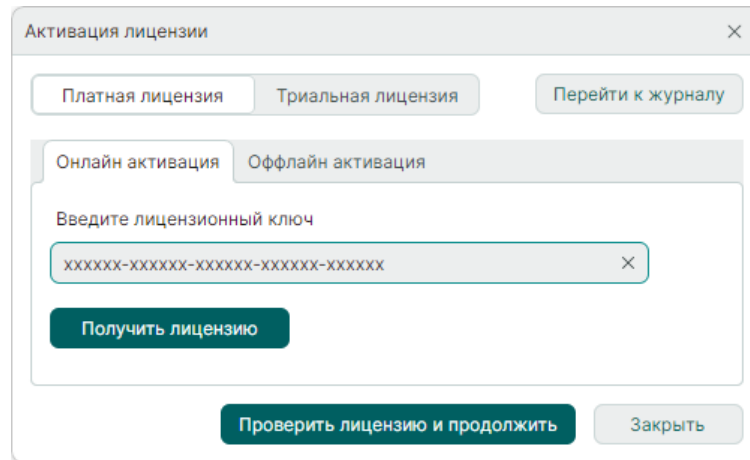 Активация лицензии
Платная лицензия Триальная лицензия Перейти к журналу
Онлайн активация Оффлайн активация
Введите лицензионный ключ
xxxxxx-xxxxxx-xxxxxx-xxxxxx-xxxxxx
Получить лицензию
Проверить лицензию и продолжить Закрыть